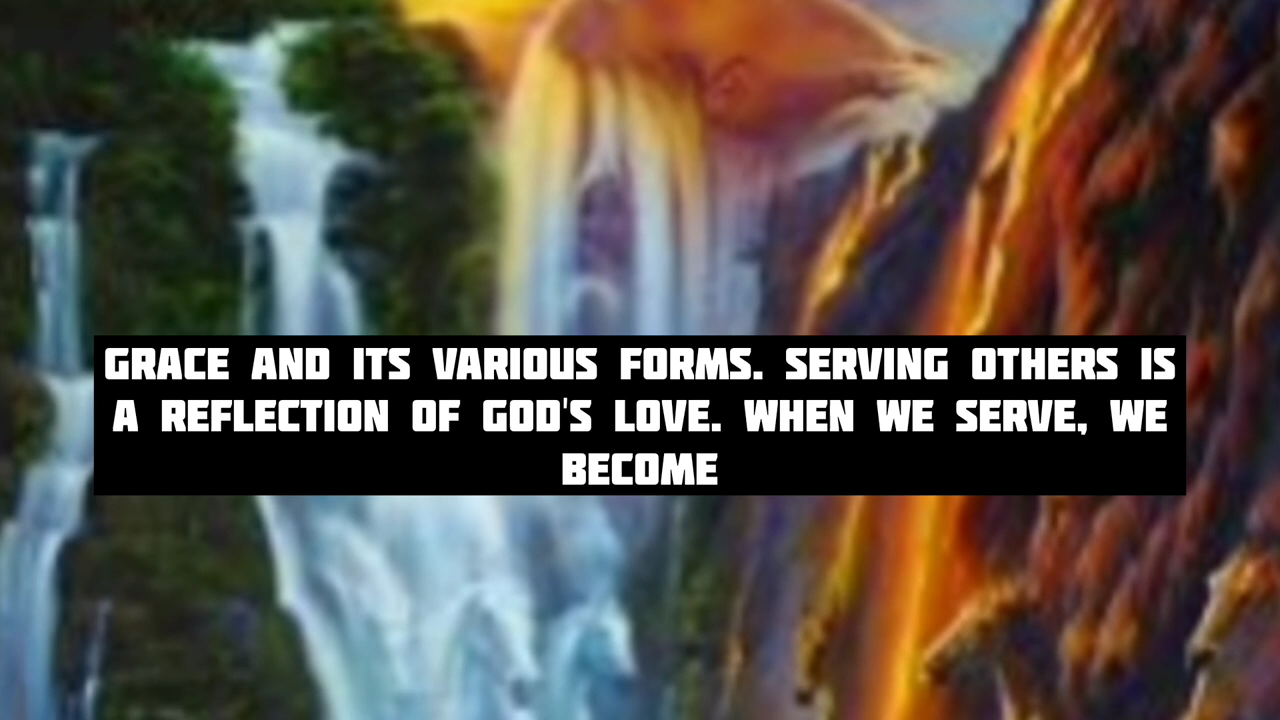 GRACE AND ITS VARIOUS FORMS. SERVING OTHERS IS
A REFLECTION OF GOD'S LOVE. WHEN WE SERVE, WE
BECOME